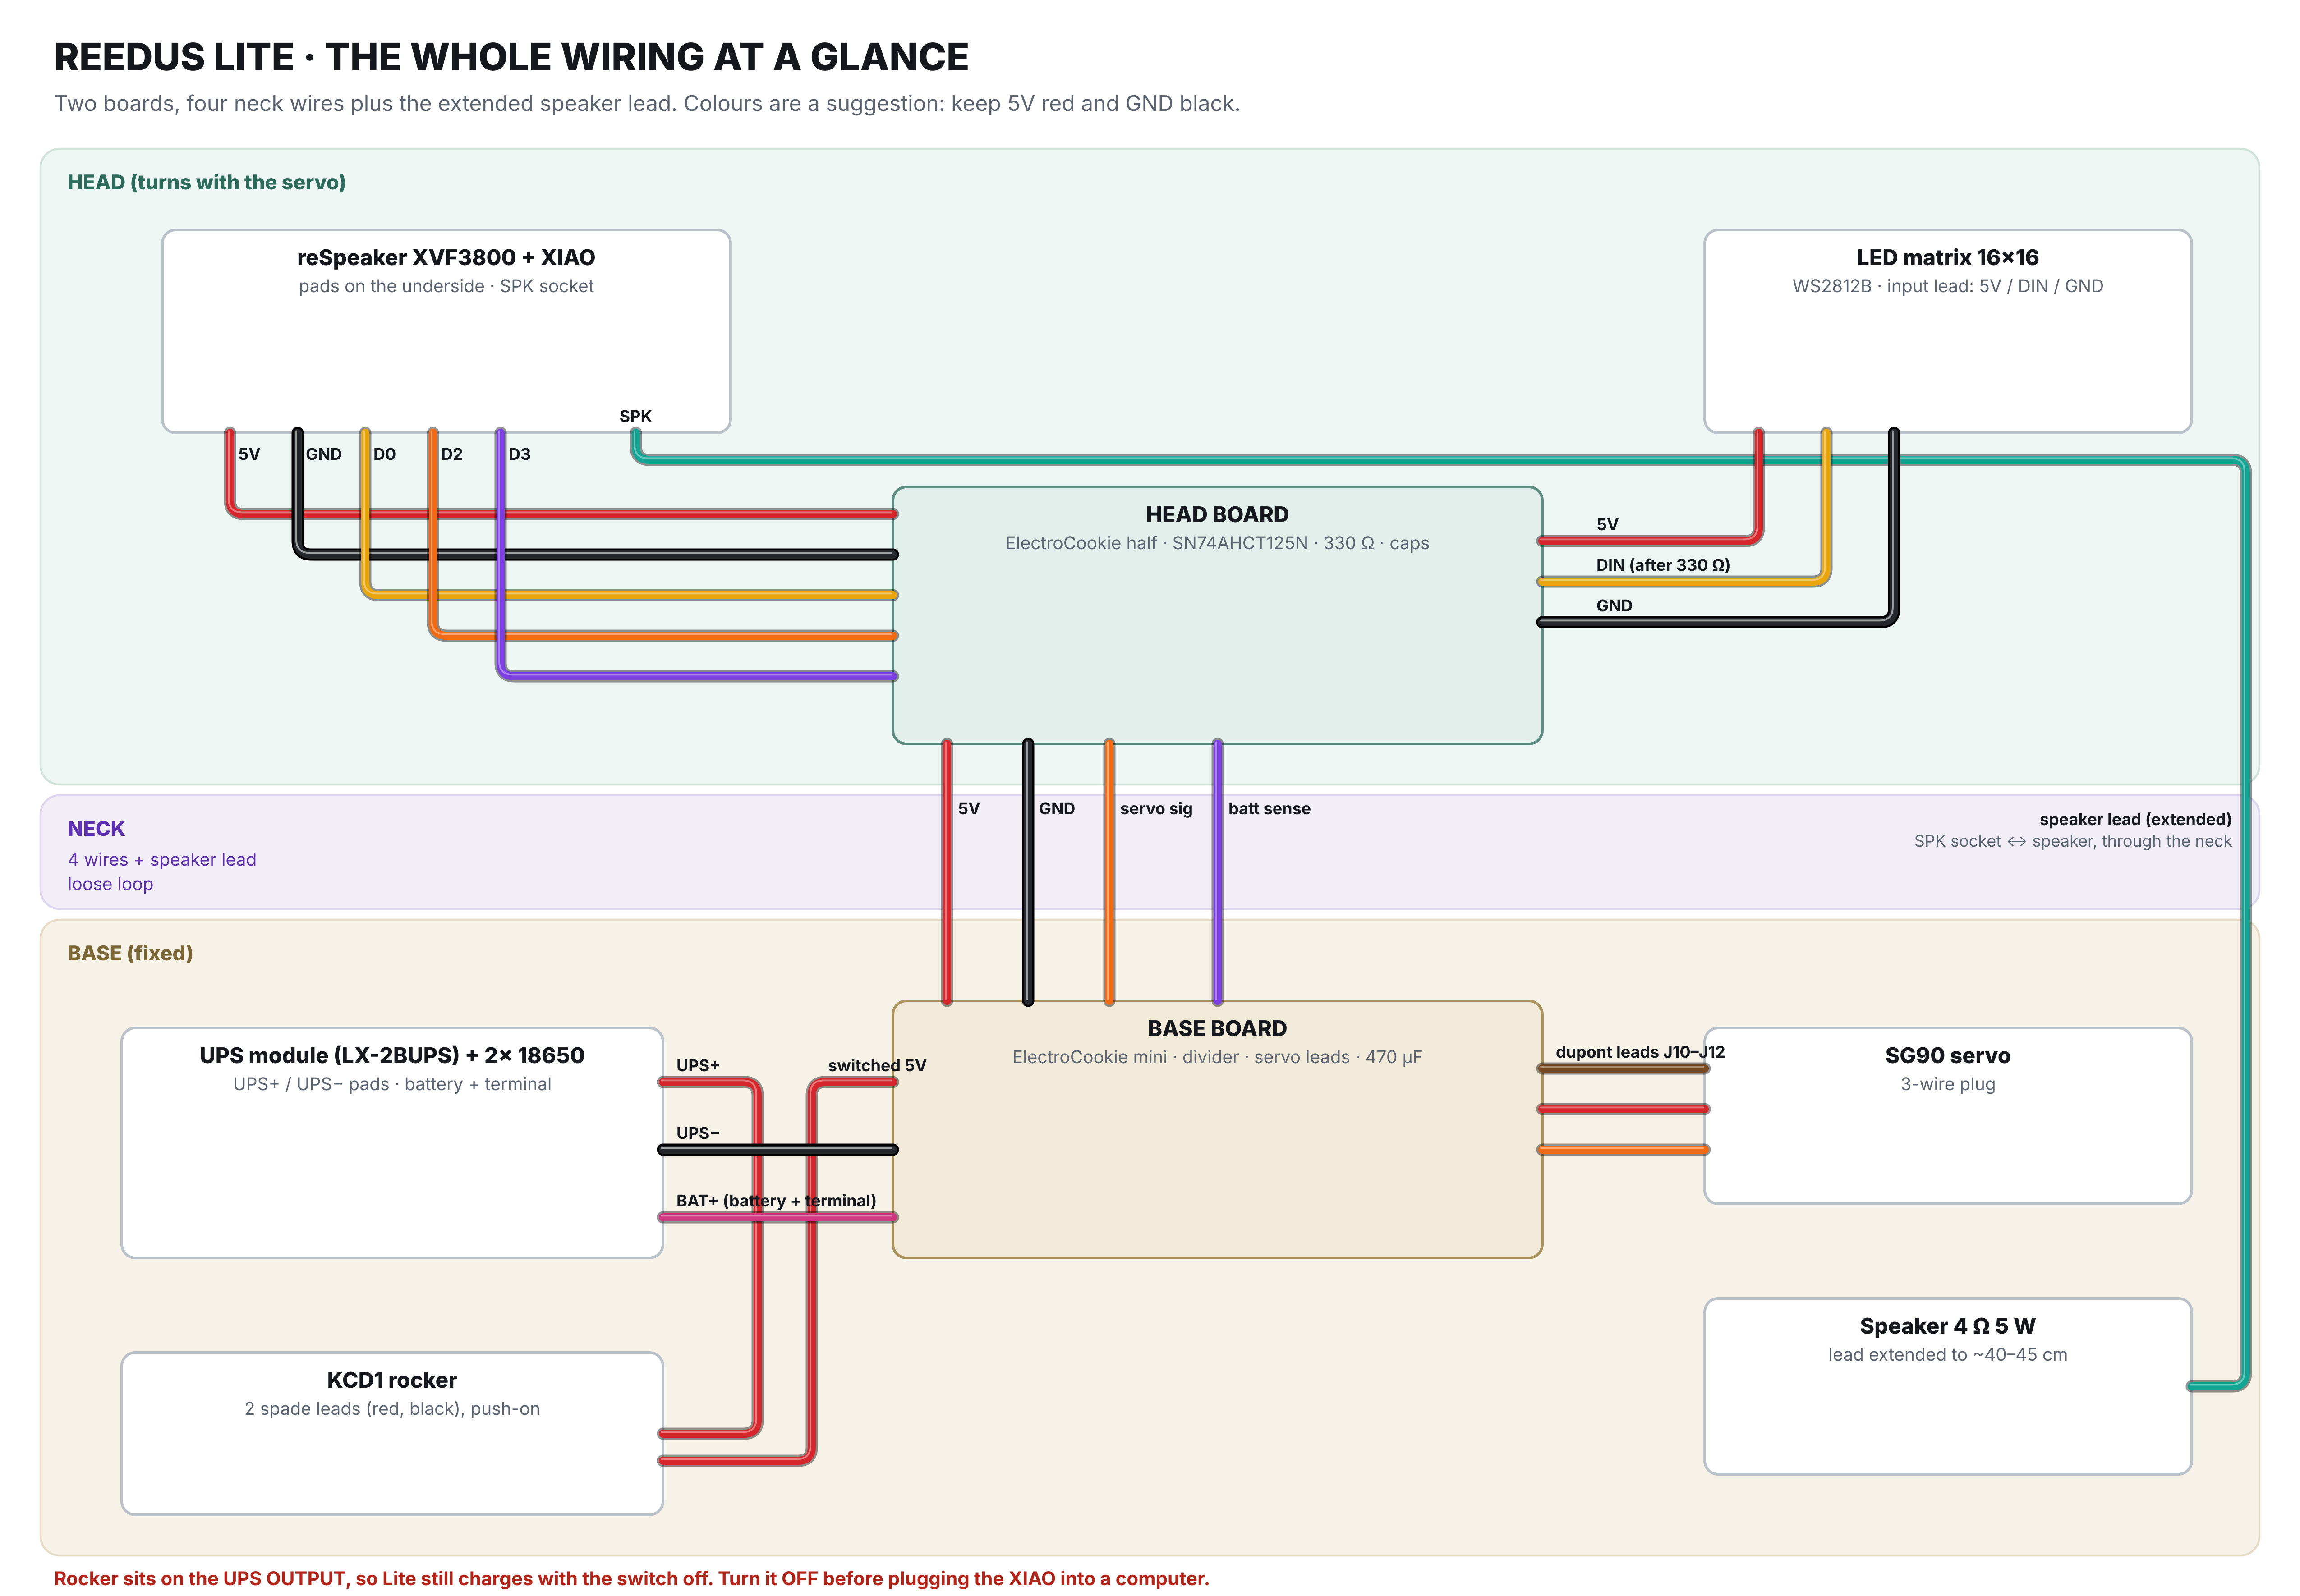 REEDUS LITE · THE WHOLE WIRING AT A GLANCE
Two boards, four neck wires plus the extended speaker lead. Colours are a suggestion: keep 5V red and GND black.
HEAD (turns with the servo)
reSpeaker XVF3800 + XIAO
pads on the underside · SPK socket
LED matrix 16×16
WS2812B · input lead: 5V / DIN / GND
SPK
5V
GND
D0
D2
D3
HEAD BOARD
ElectroCookie half · SN74AHCT125N · 330 Ω · caps
5V
DIN (after 330 Ω)
GND
NECK
4 wires + speaker lead
loose loop
5V
GND
servo sig
batt sense
speaker lead (extended)
SPK socket ↔ speaker, through the neck
BASE (fixed)
UPS module (LX-2BUPS) + 2× 18650
UPS+ / UPS− pads · battery + terminal
UPS+
switched 5V
UPS−
BAT+ (battery + terminal)
BASE BOARD
ElectroCookie mini · divider · servo leads · 470 µF
dupont leads J10–J12
SG90 servo
3-wire plug
KCD1 rocker
2 spade leads (red, black), push-on
Speaker 4 Ω 5 W
lead extended to ~40–45 cm
Rocker sits on the UPS OUTPUT, so Lite still charges with the switch off. Turn it OFF before plugging the XIAO into a computer.